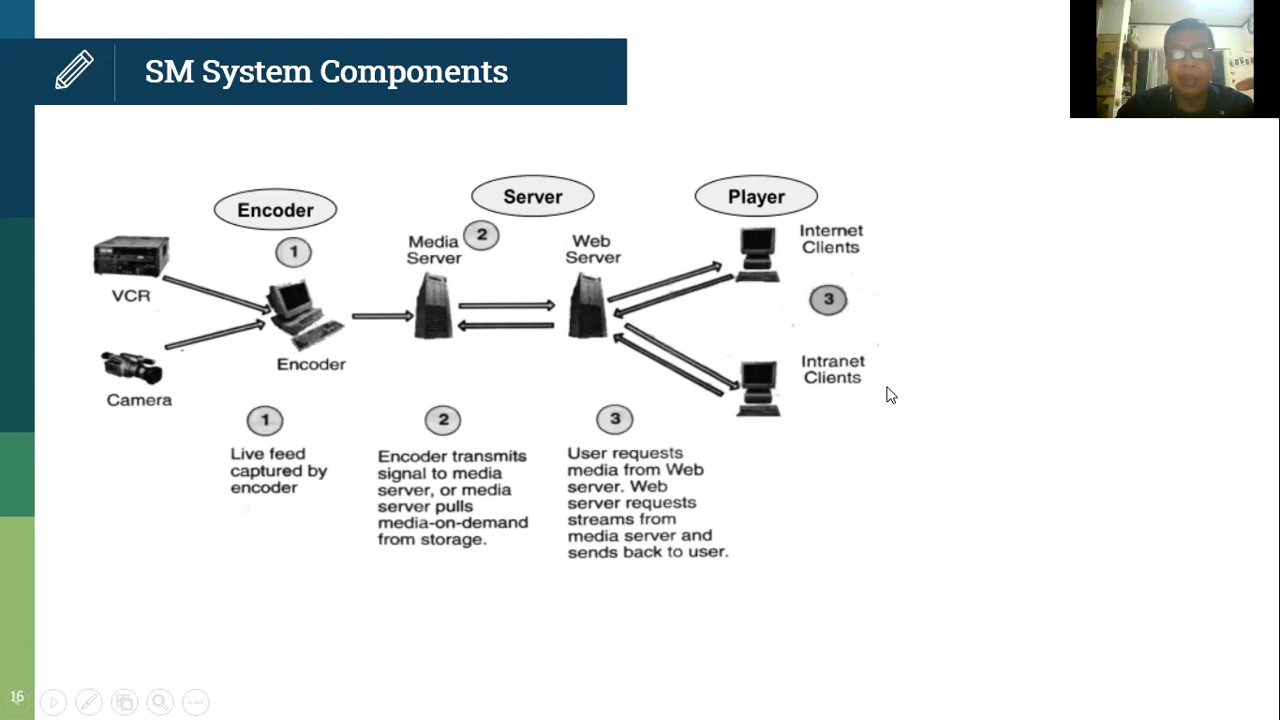 SM System Components
Encoder
Server
Player
1
Media
Server
2
Web
Server
Internet
Clients
VCR
3
Encoder
Intranet
Clients
Camera
1
2
3
Live feed
captured by
encoder
Encoder transmits
signal to media
server, or media
server pulls
media-on-demand
from storage.
User requests
media from Web
server. Web
server requests
streams from
media server and
sends back to user.
16